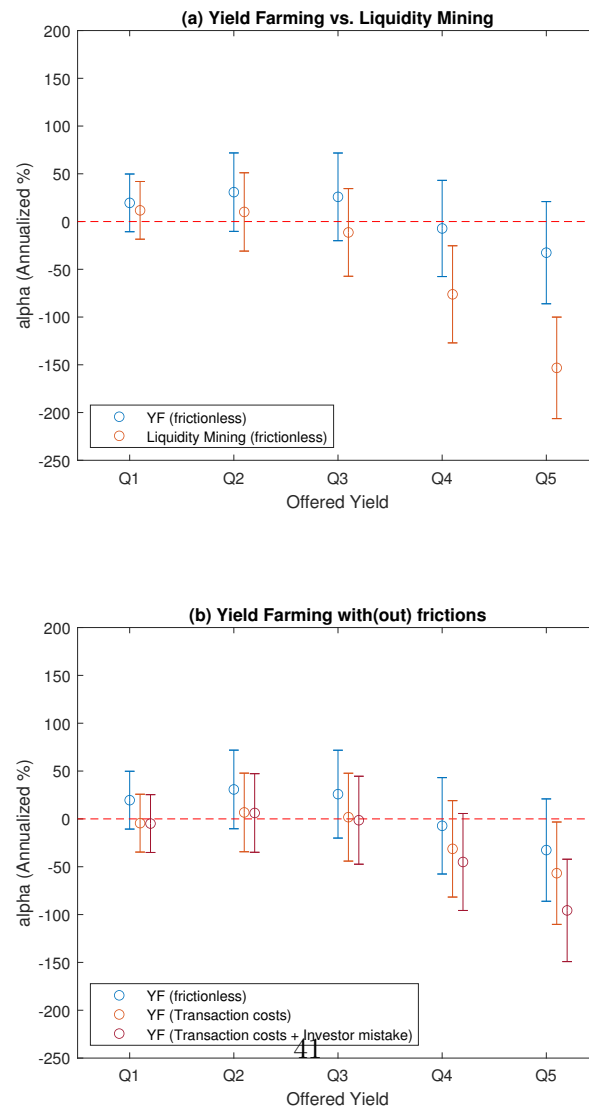 (a) Yield Farming vs. Liquidity Mining
200
150
100
50
0
-50
-100
-150
-200
-250
alpha (Annualized %)
YF (frictionless)
Liquidity Mining (frictionless)
Q1 Q2 Q3 Q4 Q5
Offered Yield
(b) Yield Farming with(out) frictions
200
150
100
50
0
-50
-100
-150
-200
-250
alpha (Annualized %)
YF (frictionless)
YF (Transaction costs)
YF (Transaction costs + Investor mistake)
41
Q1 Q2 Q3 Q4 Q5
Offered Yield